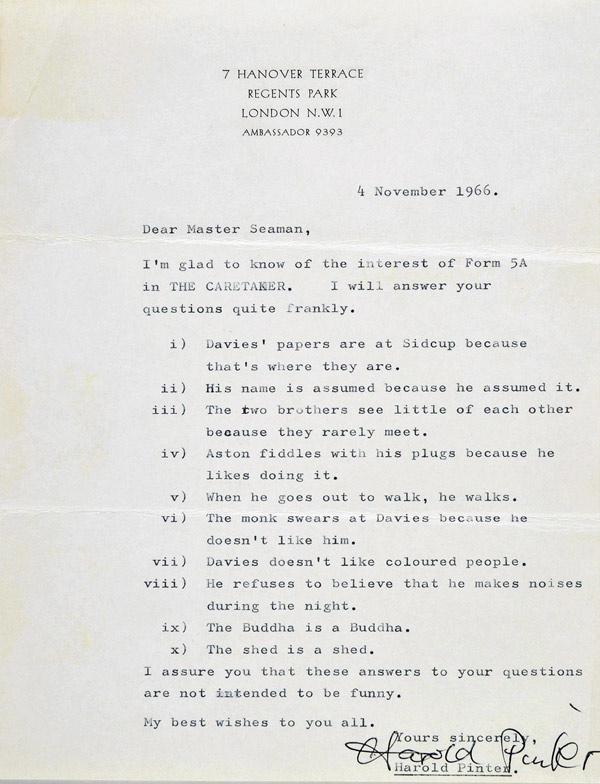 7 HANOVER TERRACE
REGENTS PARK
LONDON N.W.1
AMBASSADOR 9393
4 November 1966.
Dear Master Seaman,
I'm glad to know of the interest of Form 5A
in THE CARETAKER. I will answer your
questions quite frankly.
i) Davies' papers are at Sidcup because
that's where they are.
ii) His name is assumed because he assumed it.
iii) The two brothers see little of each other
because they rarely meet.
iv) Aston fiddles with his plugs because he
likes doing it.
v) When he goes out to walk, he walks.
vi) The monk swears at Davies because he
doesn't like him.
vii) Davies doesn't like coloured people.
viii) He refuses to believe that he makes noises
during the night.
ix) The Buddha is a Buddha.
x) The shed is a shed.
I assure you that these answers to your questions
are not intended to be funny.
My best wishes to you all.
Yours sincerely,
Harold Pinter
Harold Pinter.